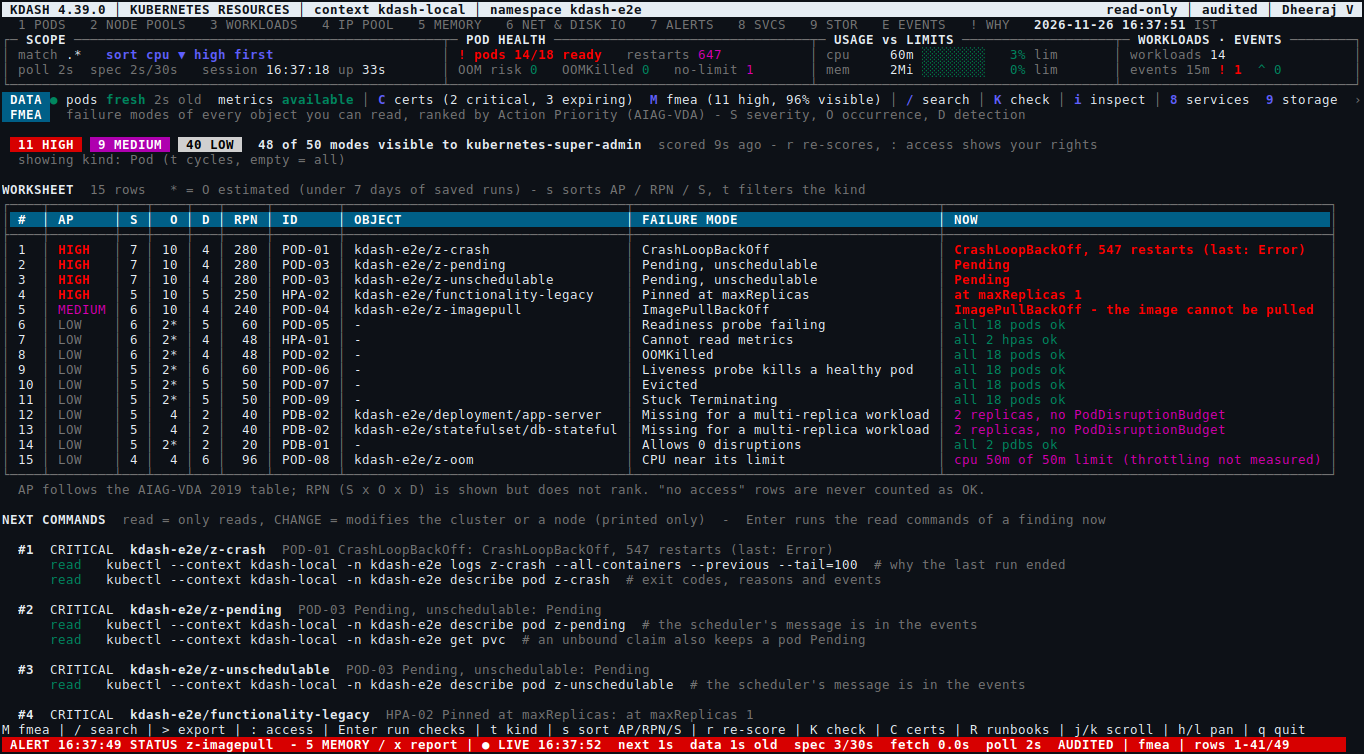 KDASH 4.39.0 │ KUBERNETES RESOURCES │ context kdash-local │ namespace kdash-e2e read-only │ audited │ Dheeraj V
1 PODS 2 NODE POOLS 3 WORKLOADS 4 IP POOL 5 MEMORY 6 NET & DISK IO 7 ALERTS 8 SVCS 9 STOR E EVENTS ! WHY 2026-11-26 16:37:51 IST
SCOPE POD HEALTH USAGE vs LIMITS WORKLOADS · EVENTS
match .* sort cpu ▼ high first ! pods 14/18 ready restarts 647 cpu 60m 3% lim workloads 14
poll 2s spec 2s/30s session 16:37:18 up 33s OOM risk 0 OOMKilled 0 no-limit 1 mem 2Mi 0% lim events 15m ! 1 ^ 0
DATA ● pods fresh 2s old metrics available │ C certs (2 critical, 3 expiring) M fmea (11 high, 96% visible) │ / search │ K check │ i inspect │ 8 services 9 storage ›
FMEA failure modes of every object you can read, ranked by Action Priority (AIAG-VDA) - S severity, O occurrence, D detection
11 HIGH 9 MEDIUM 40 LOW 48 of 50 modes visible to kubernetes-super-admin scored 9s ago - r re-scores, : access shows your rights
showing kind: Pod (t cycles, empty = all)
WORKSHEET 15 rows * = O estimated (under 7 days of saved runs) - s sorts AP / RPN / S, t filters the kind
# │ AP │ S │ O │ D │ RPN │ ID │ OBJECT │ FAILURE MODE │ NOW
1 │ HIGH │ 7 │ 10 │ 4 │ 280 │ POD-01 │ kdash-e2e/z-crash │ CrashLoopBackOff │ CrashLoopBackOff, 547 restarts (last: Error)
2 │ HIGH │ 7 │ 10 │ 4 │ 280 │ POD-03 │ kdash-e2e/z-pending │ Pending, unschedulable │ Pending
3 │ HIGH │ 7 │ 10 │ 4 │ 280 │ POD-03 │ kdash-e2e/z-unschedulable │ Pending, unschedulable │ Pending
4 │ HIGH │ 5 │ 10 │ 5 │ 250 │ HPA-02 │ kdash-e2e/functionality-legacy │ Pinned at maxReplicas │ at maxReplicas 1
5 │ MEDIUM │ 6 │ 10 │ 4 │ 240 │ POD-04 │ kdash-e2e/z-imagepull │ ImagePullBackOff │ ImagePullBackOff - the image cannot be pulled
6 │ LOW │ 6 │ 2* │ 5 │ 60 │ POD-05 │ - │ Readiness probe failing │ all 18 pods ok
7 │ LOW │ 6 │ 2* │ 4 │ 48 │ HPA-01 │ - │ Cannot read metrics │ all 2 hpas ok
8 │ LOW │ 6 │ 2* │ 4 │ 48 │ POD-02 │ - │ OOMKilled │ all 18 pods ok
9 │ LOW │ 5 │ 2* │ 6 │ 60 │ POD-06 │ - │ Liveness probe kills a healthy pod │ all 18 pods ok
10 │ LOW │ 5 │ 2* │ 5 │ 50 │ POD-07 │ - │ Evicted │ all 18 pods ok
11 │ LOW │ 5 │ 2* │ 5 │ 50 │ POD-09 │ - │ Stuck Terminating │ all 18 pods ok
12 │ LOW │ 5 │ 4 │ 2 │ 40 │ PDB-02 │ kdash-e2e/deployment/app-server │ Missing for a multi-replica workload │ 2 replicas, no PodDisruptionBudget
13 │ LOW │ 5 │ 4 │ 2 │ 40 │ PDB-02 │ kdash-e2e/statefulset/db-stateful │ Missing for a multi-replica workload │ 2 replicas, no PodDisruptionBudget
14 │ LOW │ 5 │ 2* │ 2 │ 20 │ PDB-01 │ - │ Allows 0 disruptions │ all 2 pdbs ok
15 │ LOW │ 4 │ 4 │ 6 │ 96 │ POD-08 │ kdash-e2e/z-oom │ CPU near its limit │ cpu 50m of 50m limit (throttling not measured)
AP follows the AIAG-VDA 2019 table; RPN (S x O x D) is shown but does not rank. "no access" rows are never counted as OK.
NEXT COMMANDS read = only reads, CHANGE = modifies the cluster or a node (printed only) - Enter runs the read commands of a finding now
#1 CRITICAL kdash-e2e/z-crash POD-01 CrashLoopBackOff: CrashLoopBackOff, 547 restarts (last: Error)
read kubectl --context kdash-local -n kdash-e2e logs z-crash --all-containers --previous --tail=100 # why the last run ended
read kubectl --context kdash-local -n kdash-e2e describe pod z-crash # exit codes, reasons and events
#2 CRITICAL kdash-e2e/z-pending POD-03 Pending, unschedulable: Pending
read kubectl --context kdash-local -n kdash-e2e describe pod z-pending # the scheduler's message is in the events
read kubectl --context kdash-local -n kdash-e2e get pvc # an unbound claim also keeps a pod Pending
#3 CRITICAL kdash-e2e/z-unschedulable POD-03 Pending, unschedulable: Pending
read kubectl --context kdash-local -n kdash-e2e describe pod z-unschedulable # the scheduler's message is in the events
#4 CRITICAL kdash-e2e/functionality-legacy HPA-02 Pinned at maxReplicas: at maxReplicas 1
M fmea | / search | > export | : access | Enter run checks | t kind | s sort AP/RPN/S | r re-score | K check | C certs | R runbooks | j/k scroll | h/l pan | q quit
ALERT 16:37:49 STATUS z-imagepull - 5 MEMORY / x report | ● LIVE 16:37:52 next 1s data 1s old spec 3/30s fetch 0.0s poll 2s AUDITED | fmea | rows 1-41/49